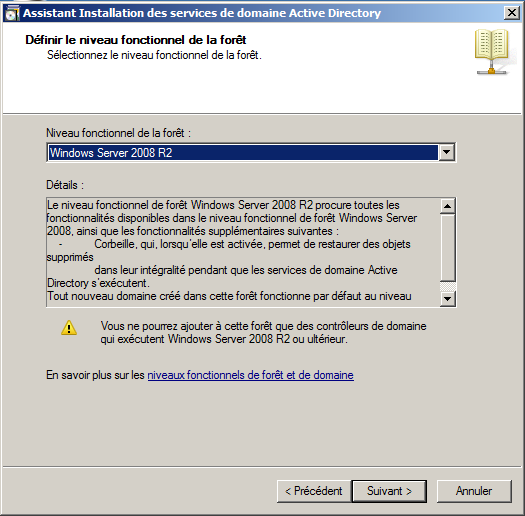 Assistant Installation des services de domaine Active Directory
Définir le niveau fonctionnel de la forêt
Sélectionnez le niveau fonctionnel de la forêt.
Niveau fonctionnel de la forêt :
Windows Server 2008 R2
Détails :
Le niveau fonctionnel de forêt Windows Server 2008 R2 procure toutes les
fonctionnalités disponibles dans le niveau fonctionnel de forêt Windows Server
2008, ainsi que les fonctionnalités supplémentaires suivantes :
- Corbeille, qui, lorsqu'elle est activée, permet de restaurer des objets
supprimés
dans leur intégralité pendant que les services de domaine Active
Directory s'exécutent.
Tout nouveau domaine créé dans cette forêt fonctionne par défaut au niveau
Vous ne pourrez ajouter à cette forêt que des contrôleurs de domaine
qui exécutent Windows Server 2008 R2 ou ultérieur.
En savoir plus sur les niveaux fonctionnels de forêt et de domaine
< Précédent Suivant > Annuler